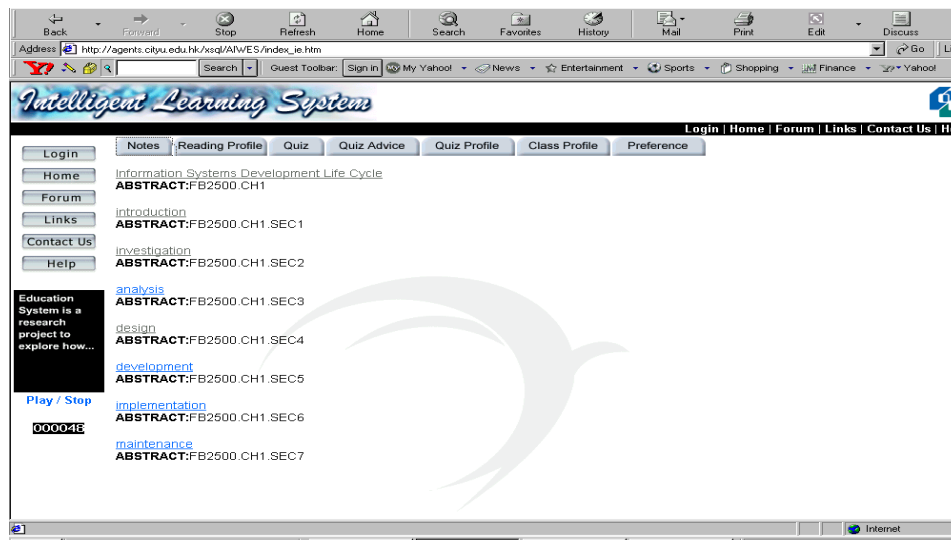 Back Forward Stop Refresh Home Search Favorites History Mail Print Edit Discuss
Address http://agents.cityu.edu.hk/xsql/AIWES/index_ie.htm Go
Y? Search Guest Toolbar: Sign in My Yahoo! News Entertainment Sports Shopping Finance Yahoo!
Intelligent Learning System
Login | Home | Forum | Links | Contact Us | H
Notes Reading Profile Quiz Quiz Advice Quiz Profile Class Profile Preference
Login
Home
Forum
Links
Contact Us
Help
Education
System is a
research
project to
explore how...
Play / Stop
000048
Information Systems Development Life Cycle
ABSTRACT:FB2500.CH1
introduction
ABSTRACT:FB2500.CH1.SEC1
investigation
ABSTRACT:FB2500.CH1.SEC2
analysis
ABSTRACT:FB2500.CH1.SEC3
design
ABSTRACT:FB2500.CH1.SEC4
development
ABSTRACT:FB2500.CH1.SEC5
implementation
ABSTRACT:FB2500.CH1.SEC6
maintenance
ABSTRACT:FB2500.CH1.SEC7
Internet